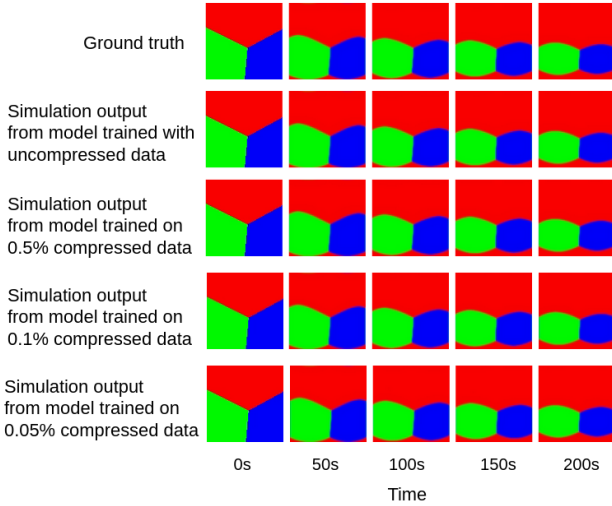 Ground truth
Simulation output
from model trained with
uncompressed data
Simulation output
from model trained on
0.5% compressed data
Simulation output
from model trained on
0.1% compressed data
Simulation output
from model trained on
0.05% compressed data
0s 50s 100s 150s 200s
Time